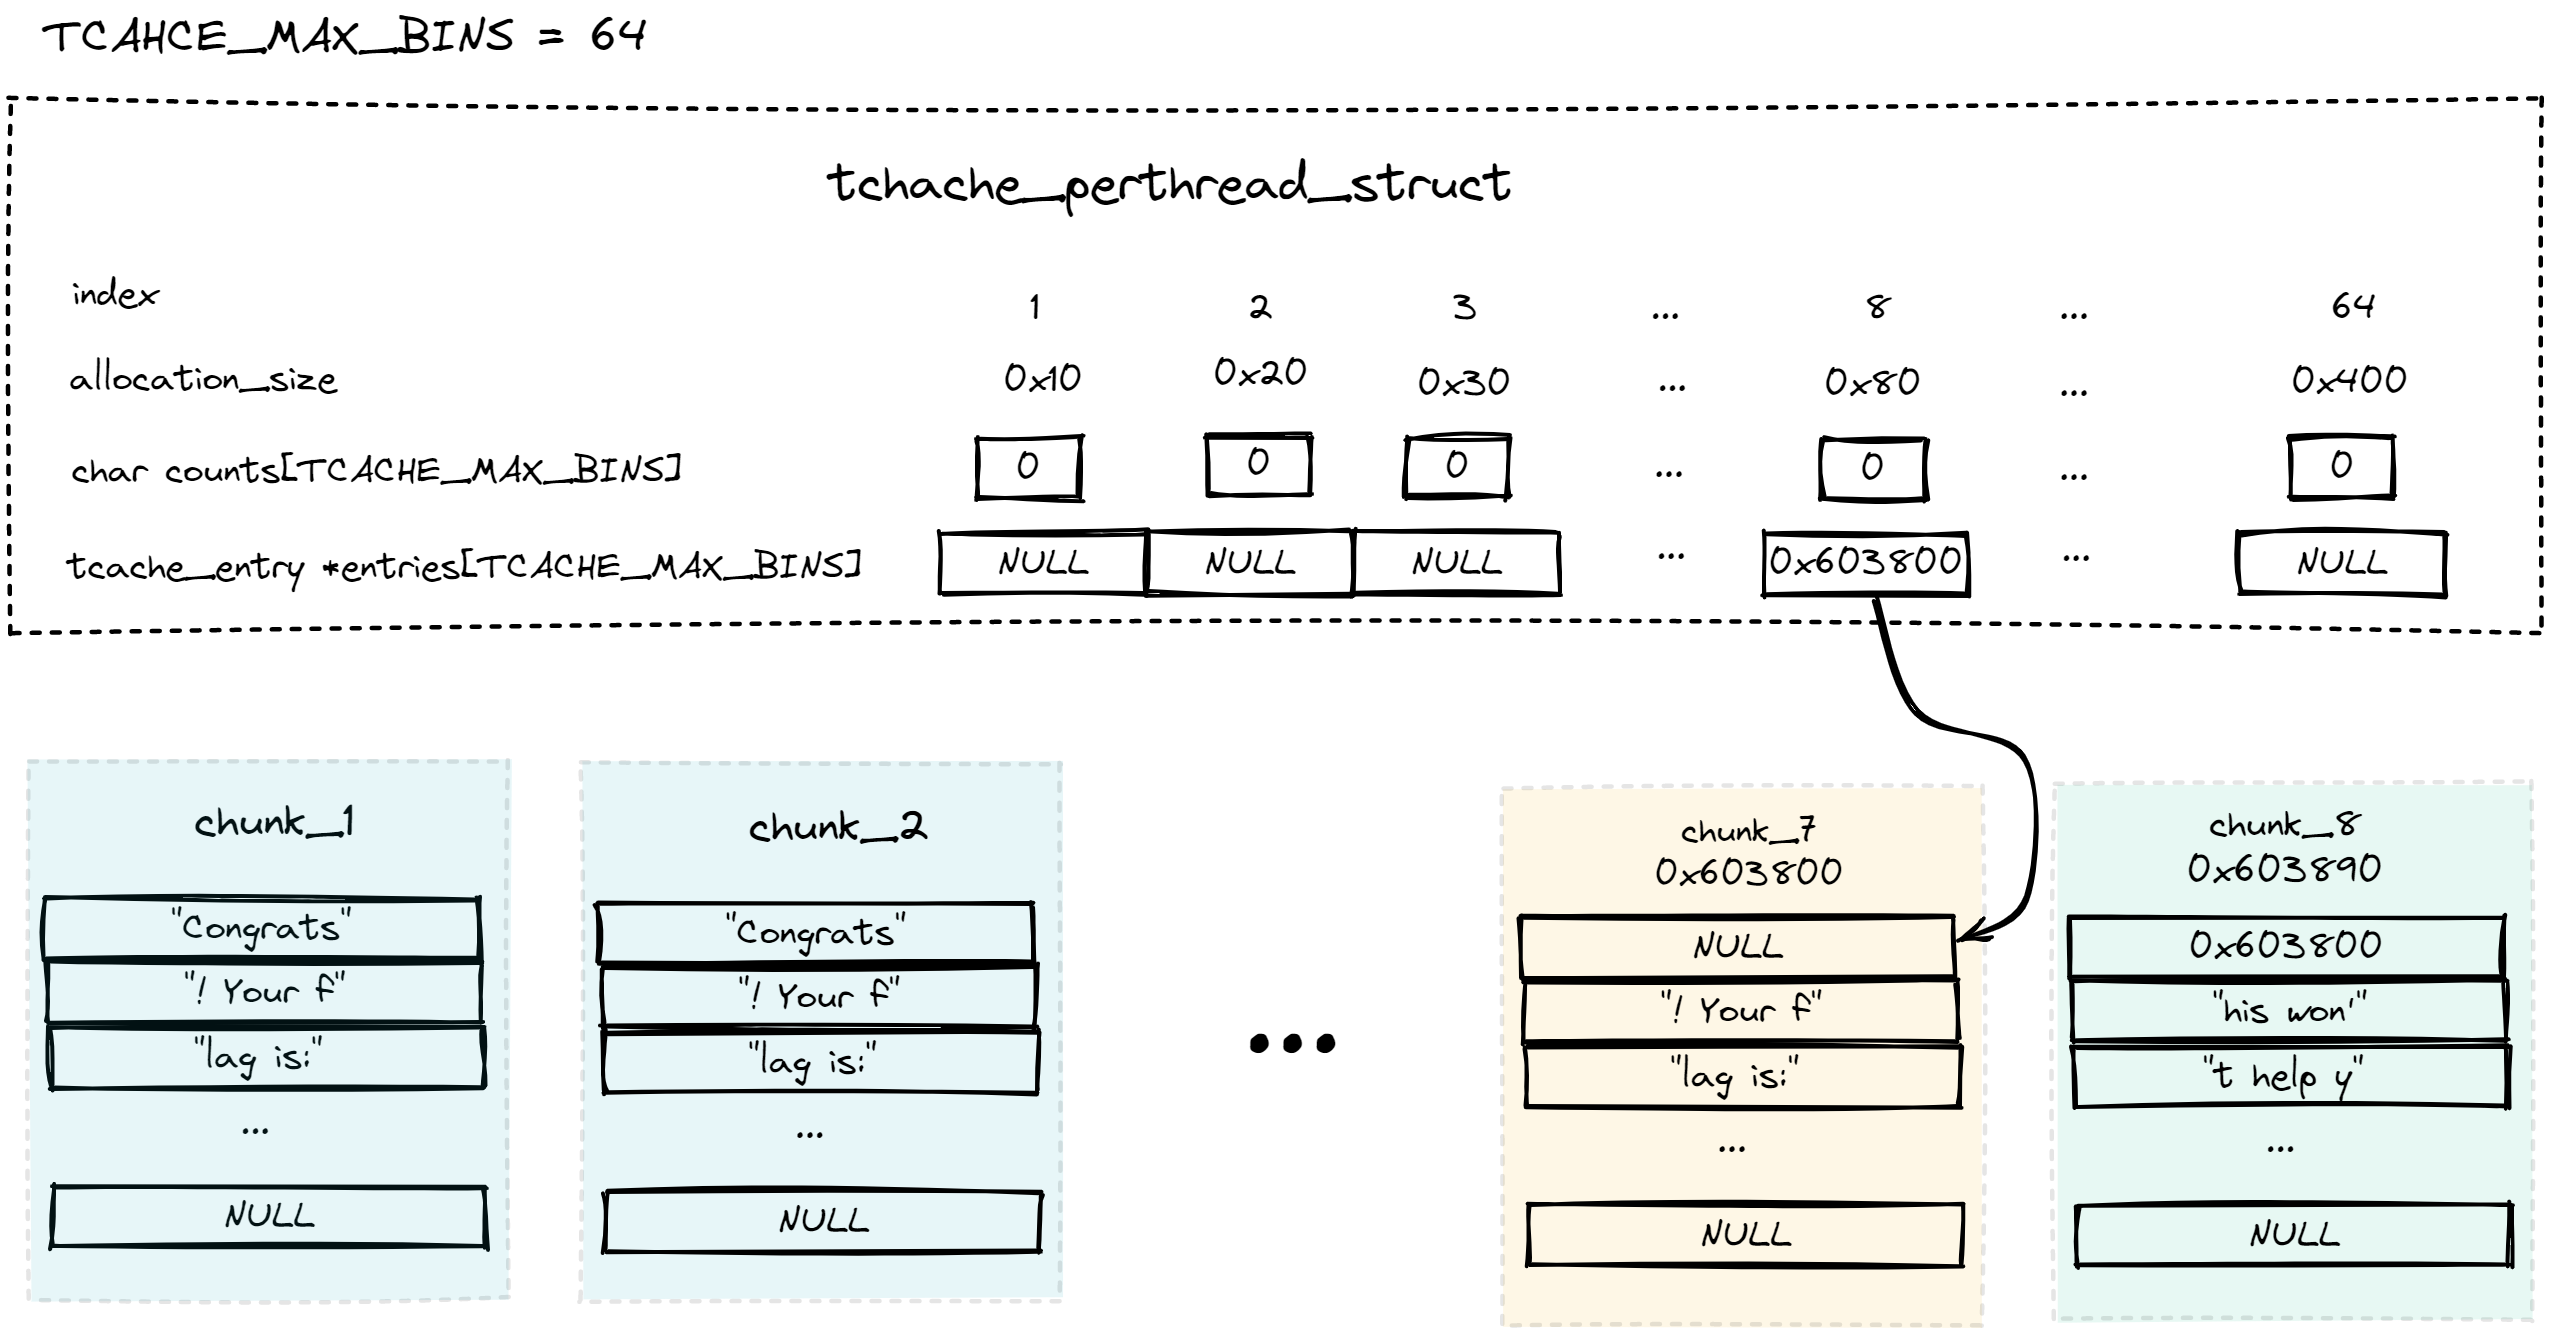 TCAHCE_MAX_BINS = 64
tchache_perthread_struct
index 1 2 3 ... 8 ... 64
allocation_size 0x10 0x20 0x30 ... 0x80 ... 0x400
char counts[TCACHE_MAX_BINS] 0 0 0 ... 0 ... 0
tcache_entry *entries[TCACHE_MAX_BINS] NULL NULL NULL ... 0x603800 ... NULL
chunk_1
"Congrats"
"! Your f"
"lag is:"
...
NULL
chunk_2
"Congrats"
"! Your f"
"lag is:"
...
NULL
...
chunk_7
0x603800
NULL
"! Your f"
"lag is:"
...
NULL
chunk_8
0x603890
0x603800
"his won'"
"t help y"
...
NULL